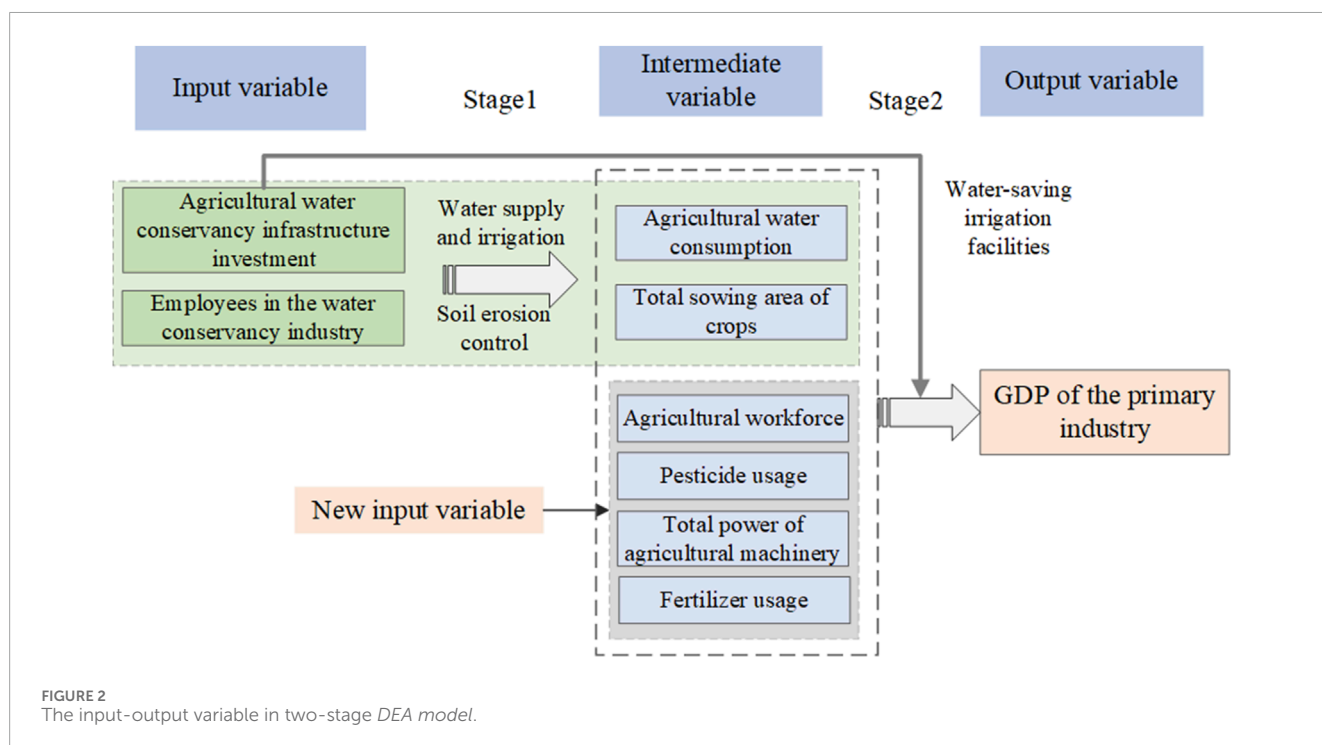 Input variable
Stage1
Intermediate
variable
Stage2
Output variable
Agricultural water
conservancy infrastructure
investment
Employees in the water
conservancy industry
Water supply
and irrigation
Soil erosion
control
Agricultural water
consumption
Total sowing area of
crops
Water-saving
irrigation
facilities
New input variable
Agricultural workforce
Pesticide usage
Total power of
agricultural machinery
Fertilizer usage
GDP of the primary
industry
FIGURE 2
The input-output variable in two-stage DEA model.